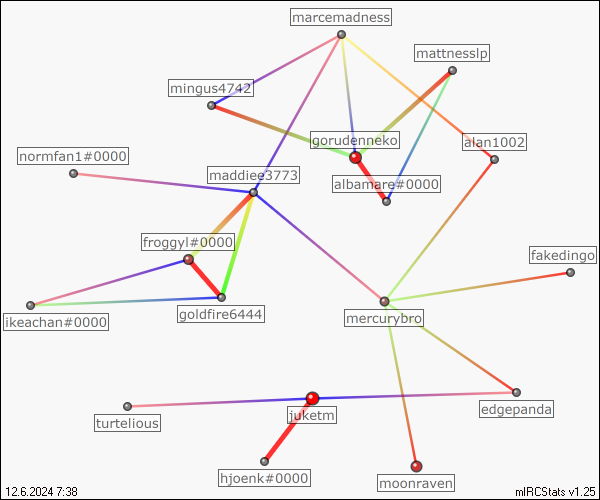 marcemadness
mattnesslp
mingus4742
gorudenneko
alan1002
normfan1#0000
maddiee3773
albamare#0000
froggyl#0000
fakedingo
goldfire6444
ikeachan#0000
mercurybro
edgepanda
juketm
turtelious
hjoenk#0000
moonraven
12.6.2024 7:38
mIRCStats v1.25